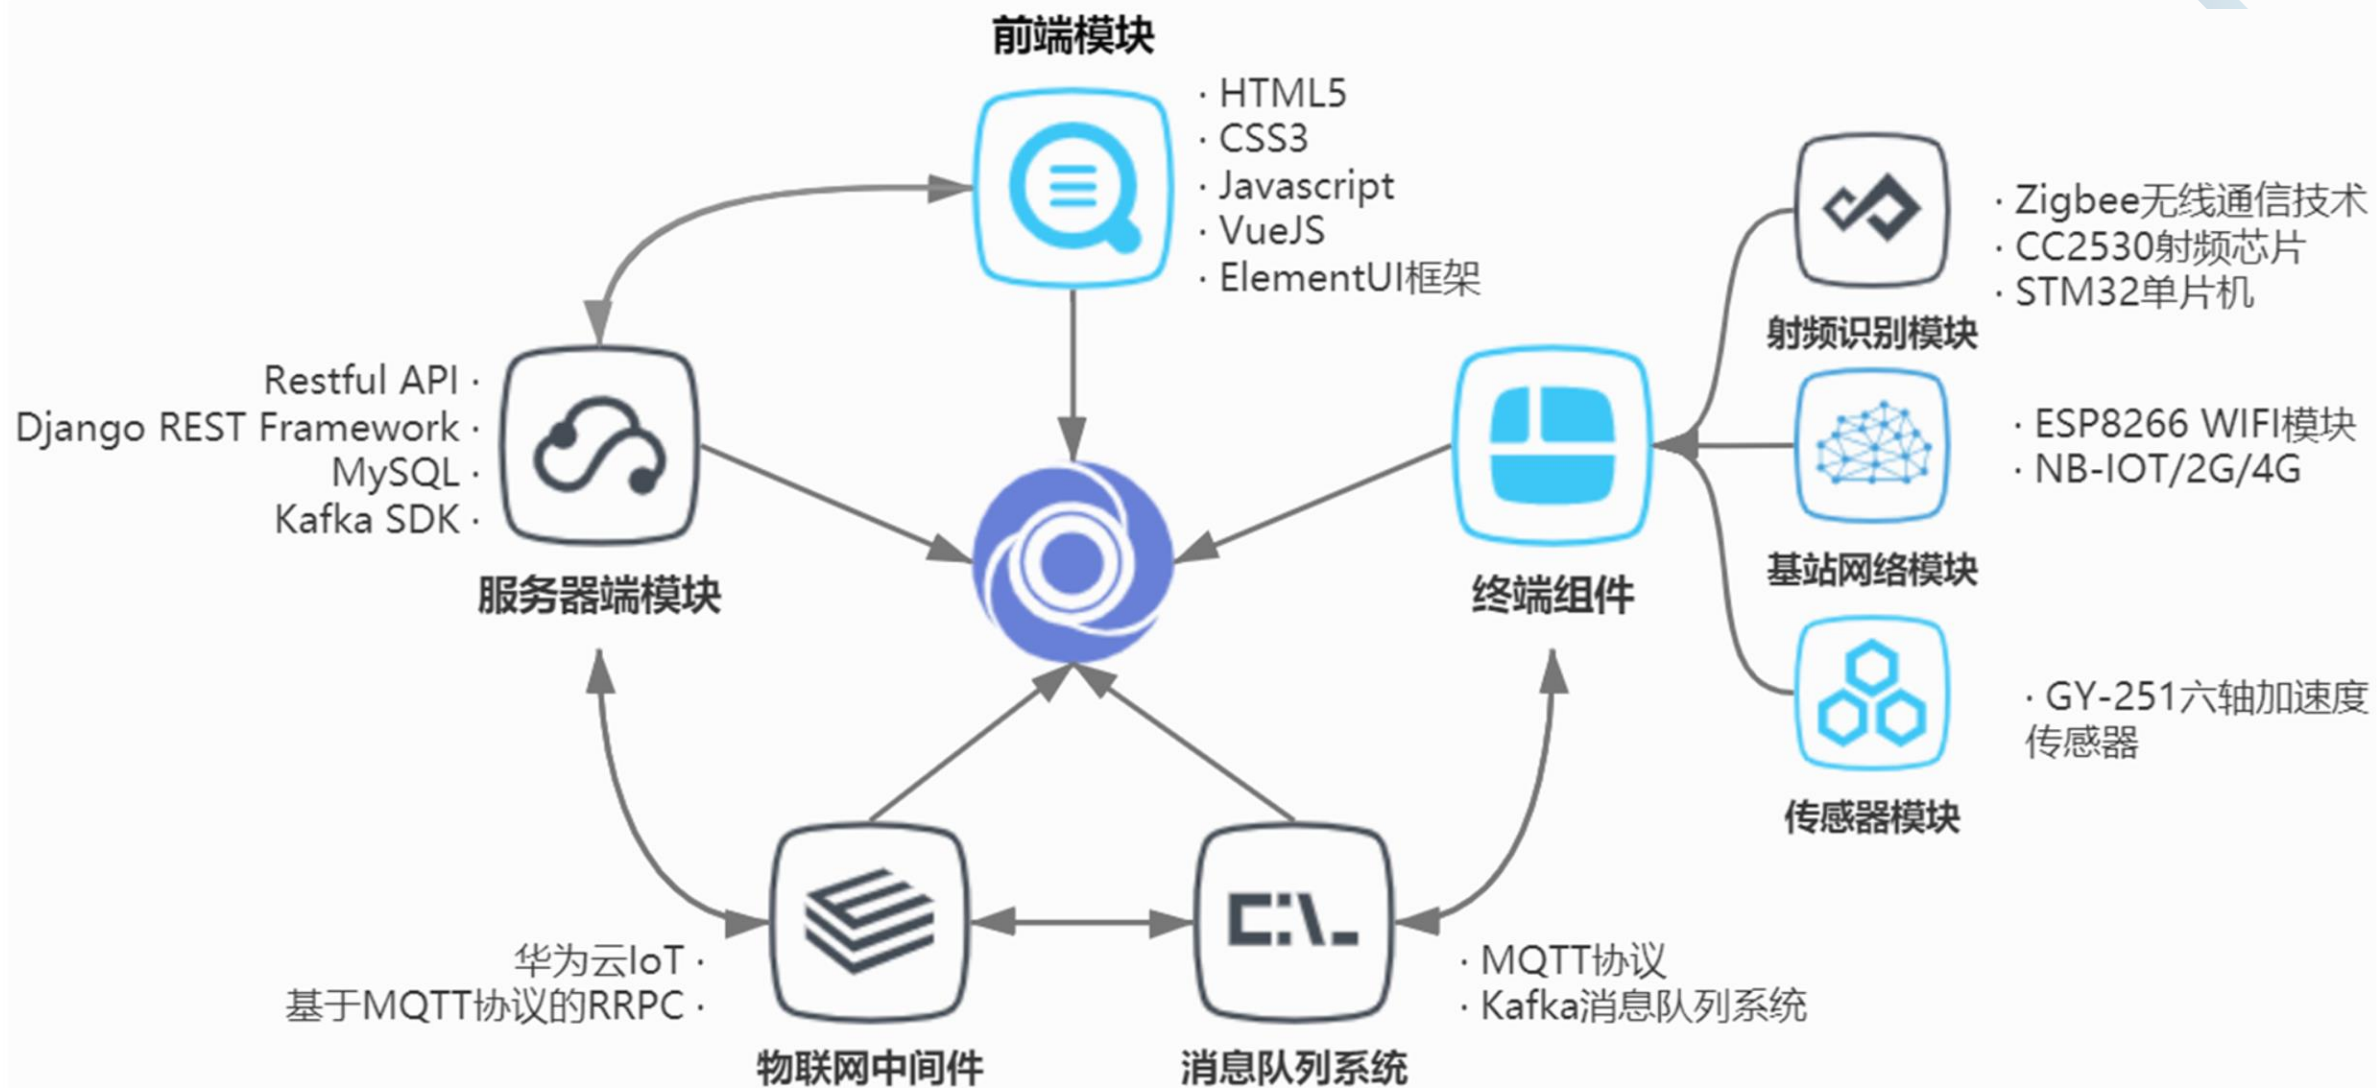 前端模块
· HTML5
· CSS3
· Javascript
· VueJS
· ElementUI框架
Restful API ·
Django REST Framework ·
MySQL ·
Kafka SDK ·
服务器端模块
终端组件
· Zigbee无线通信技术
· CC2530射频芯片
· STM32单片机
射频识别模块
· ESP8266 WIFI模块
· NB-IOT/2G/4G
基站网络模块
· GY-251六轴加速度
传感器
传感器模块
华为云IoT ·
基于MQTT协议的RRPC ·
物联网中间件
C:\_
· MQTT协议
· Kafka消息队列系统
消息队列系统